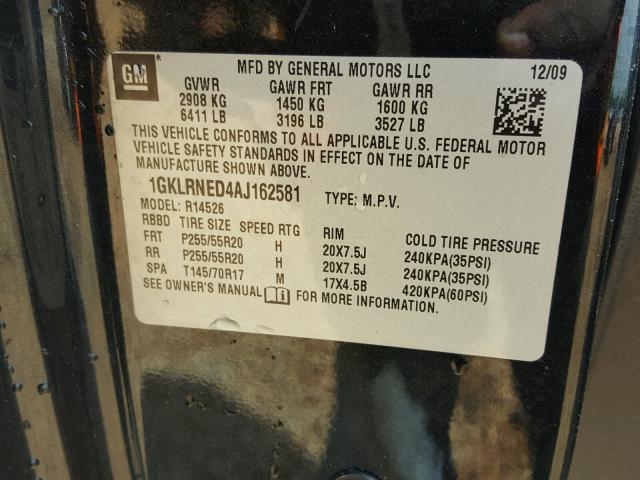 GM
MFD BY GENERAL MOTORS LLC 12/09
GVWR GAWR FRT GAWR RR
2908 KG 1450 KG 1600 KG
6411 LB 3196 LB 3527 LB
THIS VEHICLE CONFORMS TO ALL APPLICABLE U.S. FEDERAL MOTOR
VEHICLE SAFETY STANDARDS IN EFFECT ON THE DATE OF
MANUFACTURE SHOWN ABOVE.
1GKLRNED4AJ162581 TYPE: M.P.V.
MODEL: R14526
RBBD TIRE SIZE SPEED RTG RIM COLD TIRE PRESSURE
FRT P255/55R20 H 20X7.5J 240KPA(35PSI)
RR P255/55R20 H 20X7.5J 240KPA(35PSI)
SPA T145/70R17 M 17X4.5B 420KPA(60PSI)
SEE OWNER'S MANUAL FOR MORE INFORMATION.